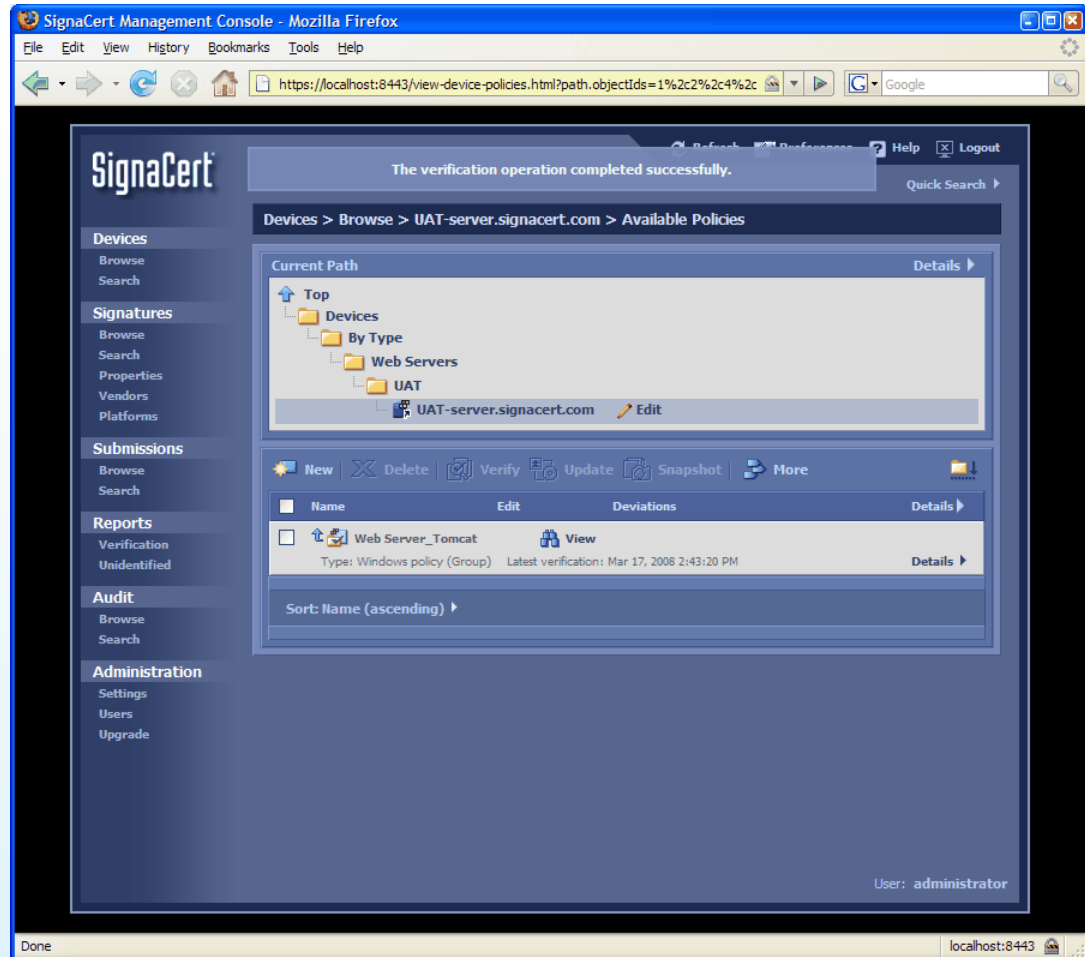 SignaCert Management Console - Mozilla Firefox
File Edit View History Bookmarks Tools Help
https://localhost:8443/view-device-policies.html?path.objectIds=1%2c2%2c4%2c
G Google
SignaCert
Refresh Preferences Help Logout
The verification operation completed successfully.
Quick Search
Devices > Browse > UAT-server.signacert.com > Available Policies
Devices
Browse
Search
Signatures
Browse
Search
Properties
Vendors
Platforms
Submissions
Browse
Search
Reports
Verification
Unidentified
Audit
Browse
Search
Administration
Settings
Users
Upgrade
Current Path Details
Top
Devices
By Type
Web Servers
UAT
UAT-server.signacert.com Edit
New Delete Verify Update Snapshot More
Name Edit Deviations Details
Web Server_Tomcat View
Type: Windows policy (Group) Latest verification: Mar 17, 2008 2:43:20 PM Details
Sort: Name (ascending)
User: administrator
Done localhost:8443